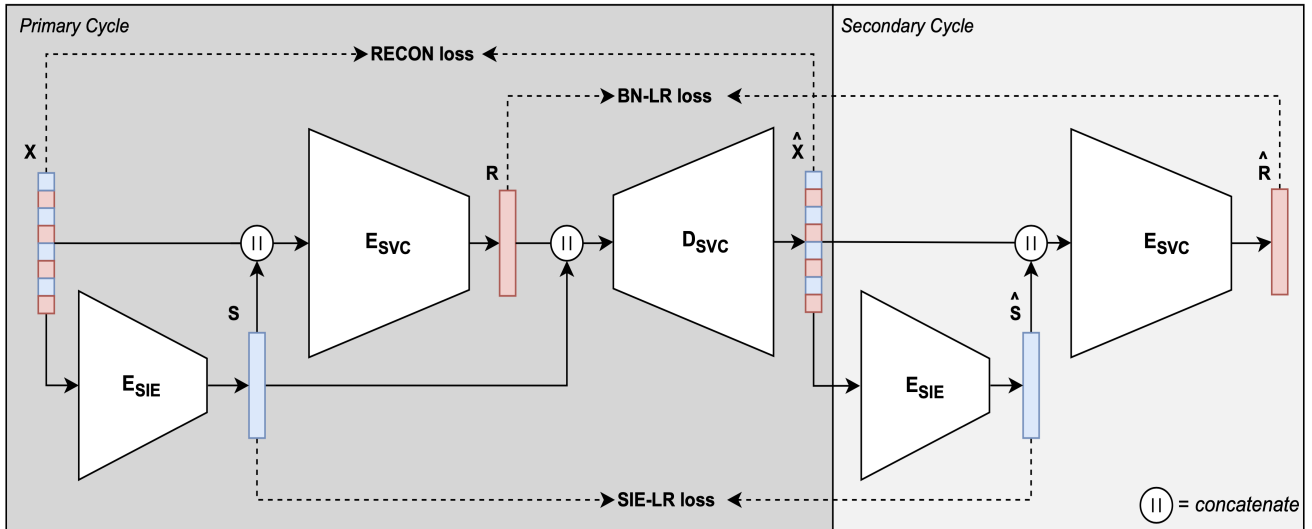 Primary Cycle
Secondary Cycle
RECON loss
BN-LR loss
X
R
X̂
R̂
||
E_SVC
||
D_SVC
||
E_SVC
S
Ŝ
E_SIE
E_SIE
SIE-LR loss
|| = concatenate